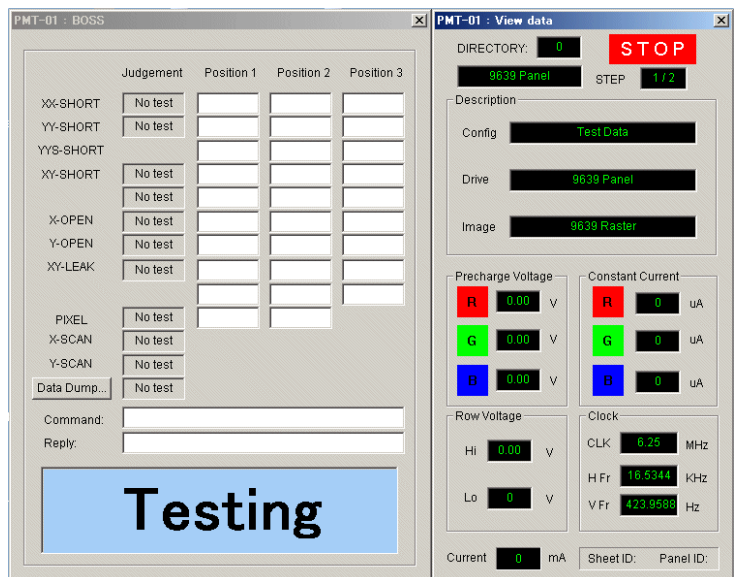 PMT-01 : BOSS
Judgement Position 1 Position 2 Position 3
XX-SHORT No test
YY-SHORT No test
YYS-SHORT
XY-SHORT No test
No test
X-OPEN No test
Y-OPEN No test
XY-LEAK No test
PIXEL No test
X-SCAN No test
Y-SCAN No test
Data Dump... No test
Command:
Reply:
Testing
PMT-01 : View data
DIRECTORY: 0 STOP
9639 Panel STEP 1/2
Description
Config Test Data
Drive 9639 Panel
Image 9639 Raster
Precharge Voltage
R 0.00 V
G 0.00 V
B 0.00 V
Constant Current
R 0 uA
G 0 uA
B 0 uA
Row Voltage
Hi 0.00 V
Lo 0 V
Clock
CLK 6.25 MHz
H Fr 16.5344 KHz
V Fr 423.9588 Hz
Current 0 mA Sheet ID: Panel ID: